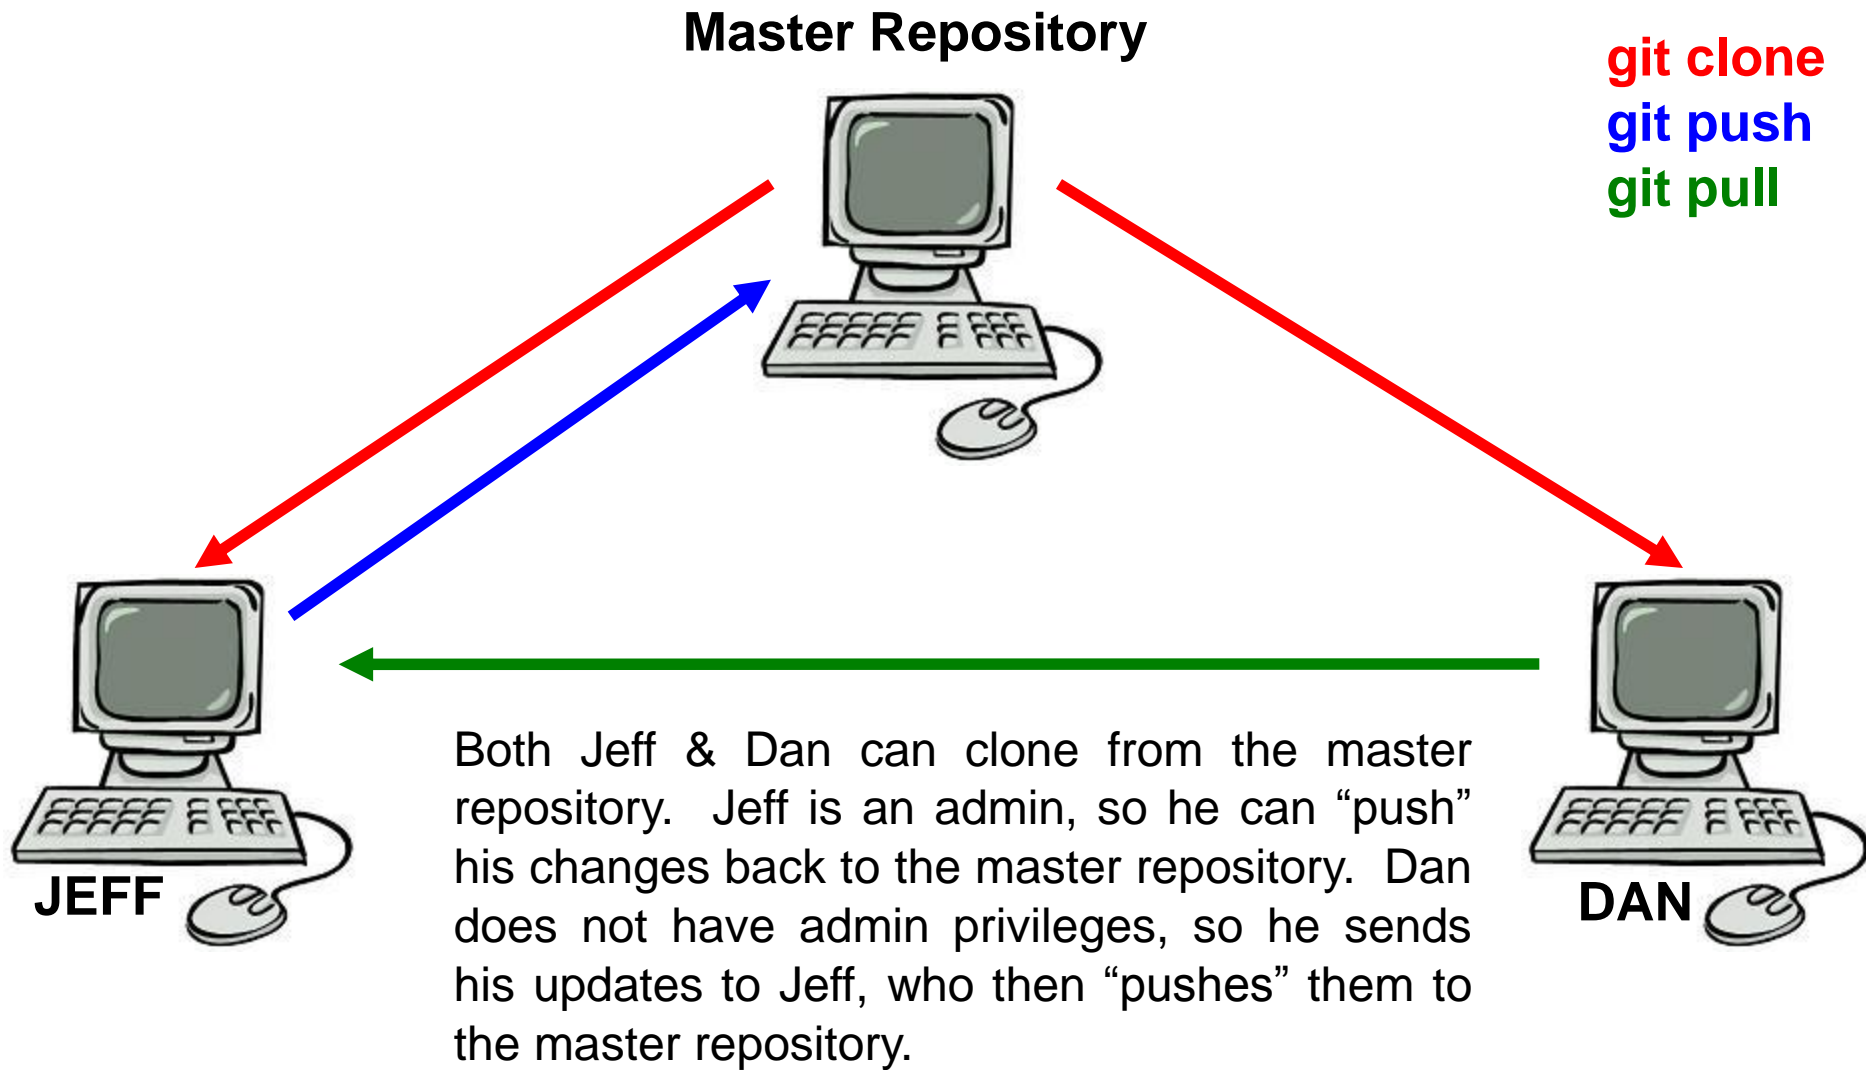 Master Repository
git clone
git push
git pull
Both Jeff & Dan can clone from the master
repository. Jeff is an admin, so he can “push”
his changes back to the master repository. Dan
does not have admin privileges, so he sends
his updates to Jeff, who then “pushes” them to
the master repository.
JEFF
DAN